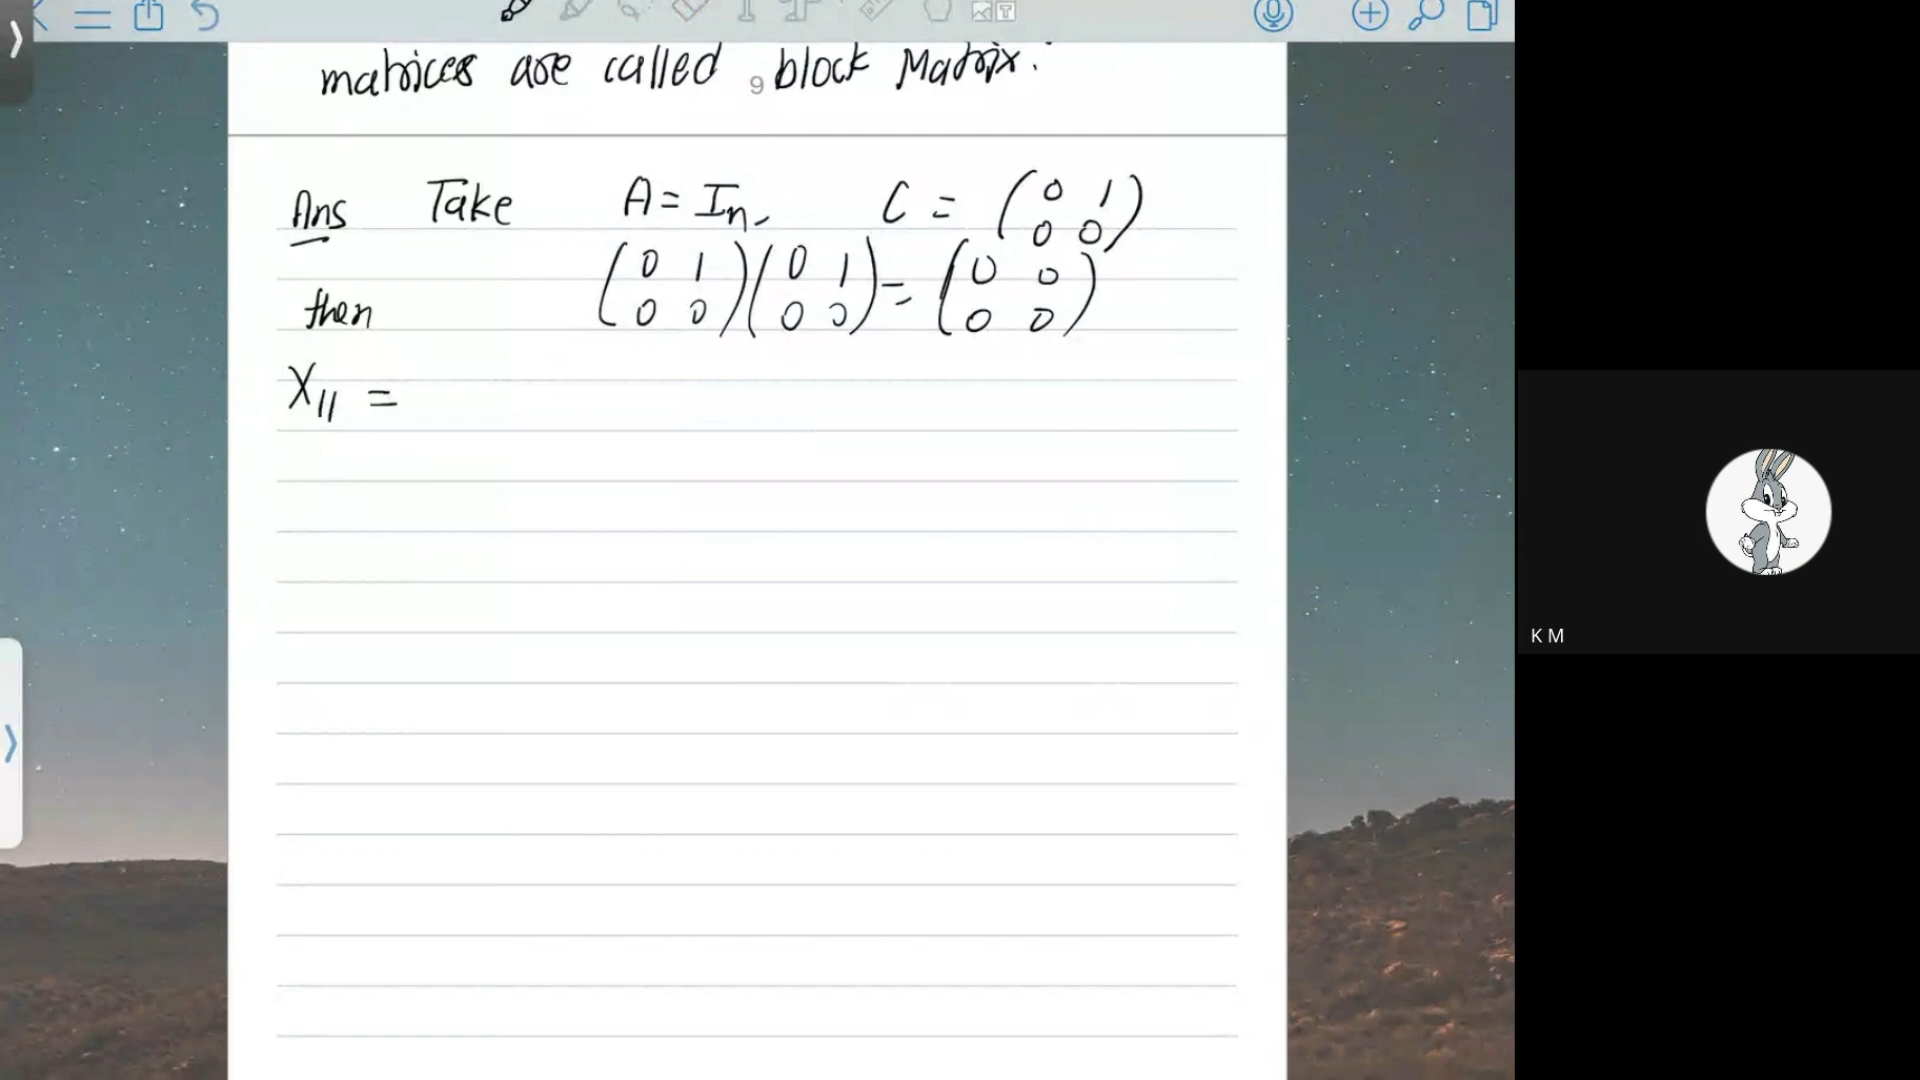 matrices are called block Matrix.
9
Ans Take A = In, C = (0 1
0 0)
then (0 1
0 0)(0 1
0 0) = (0 0
0 0)
X11 =
K M